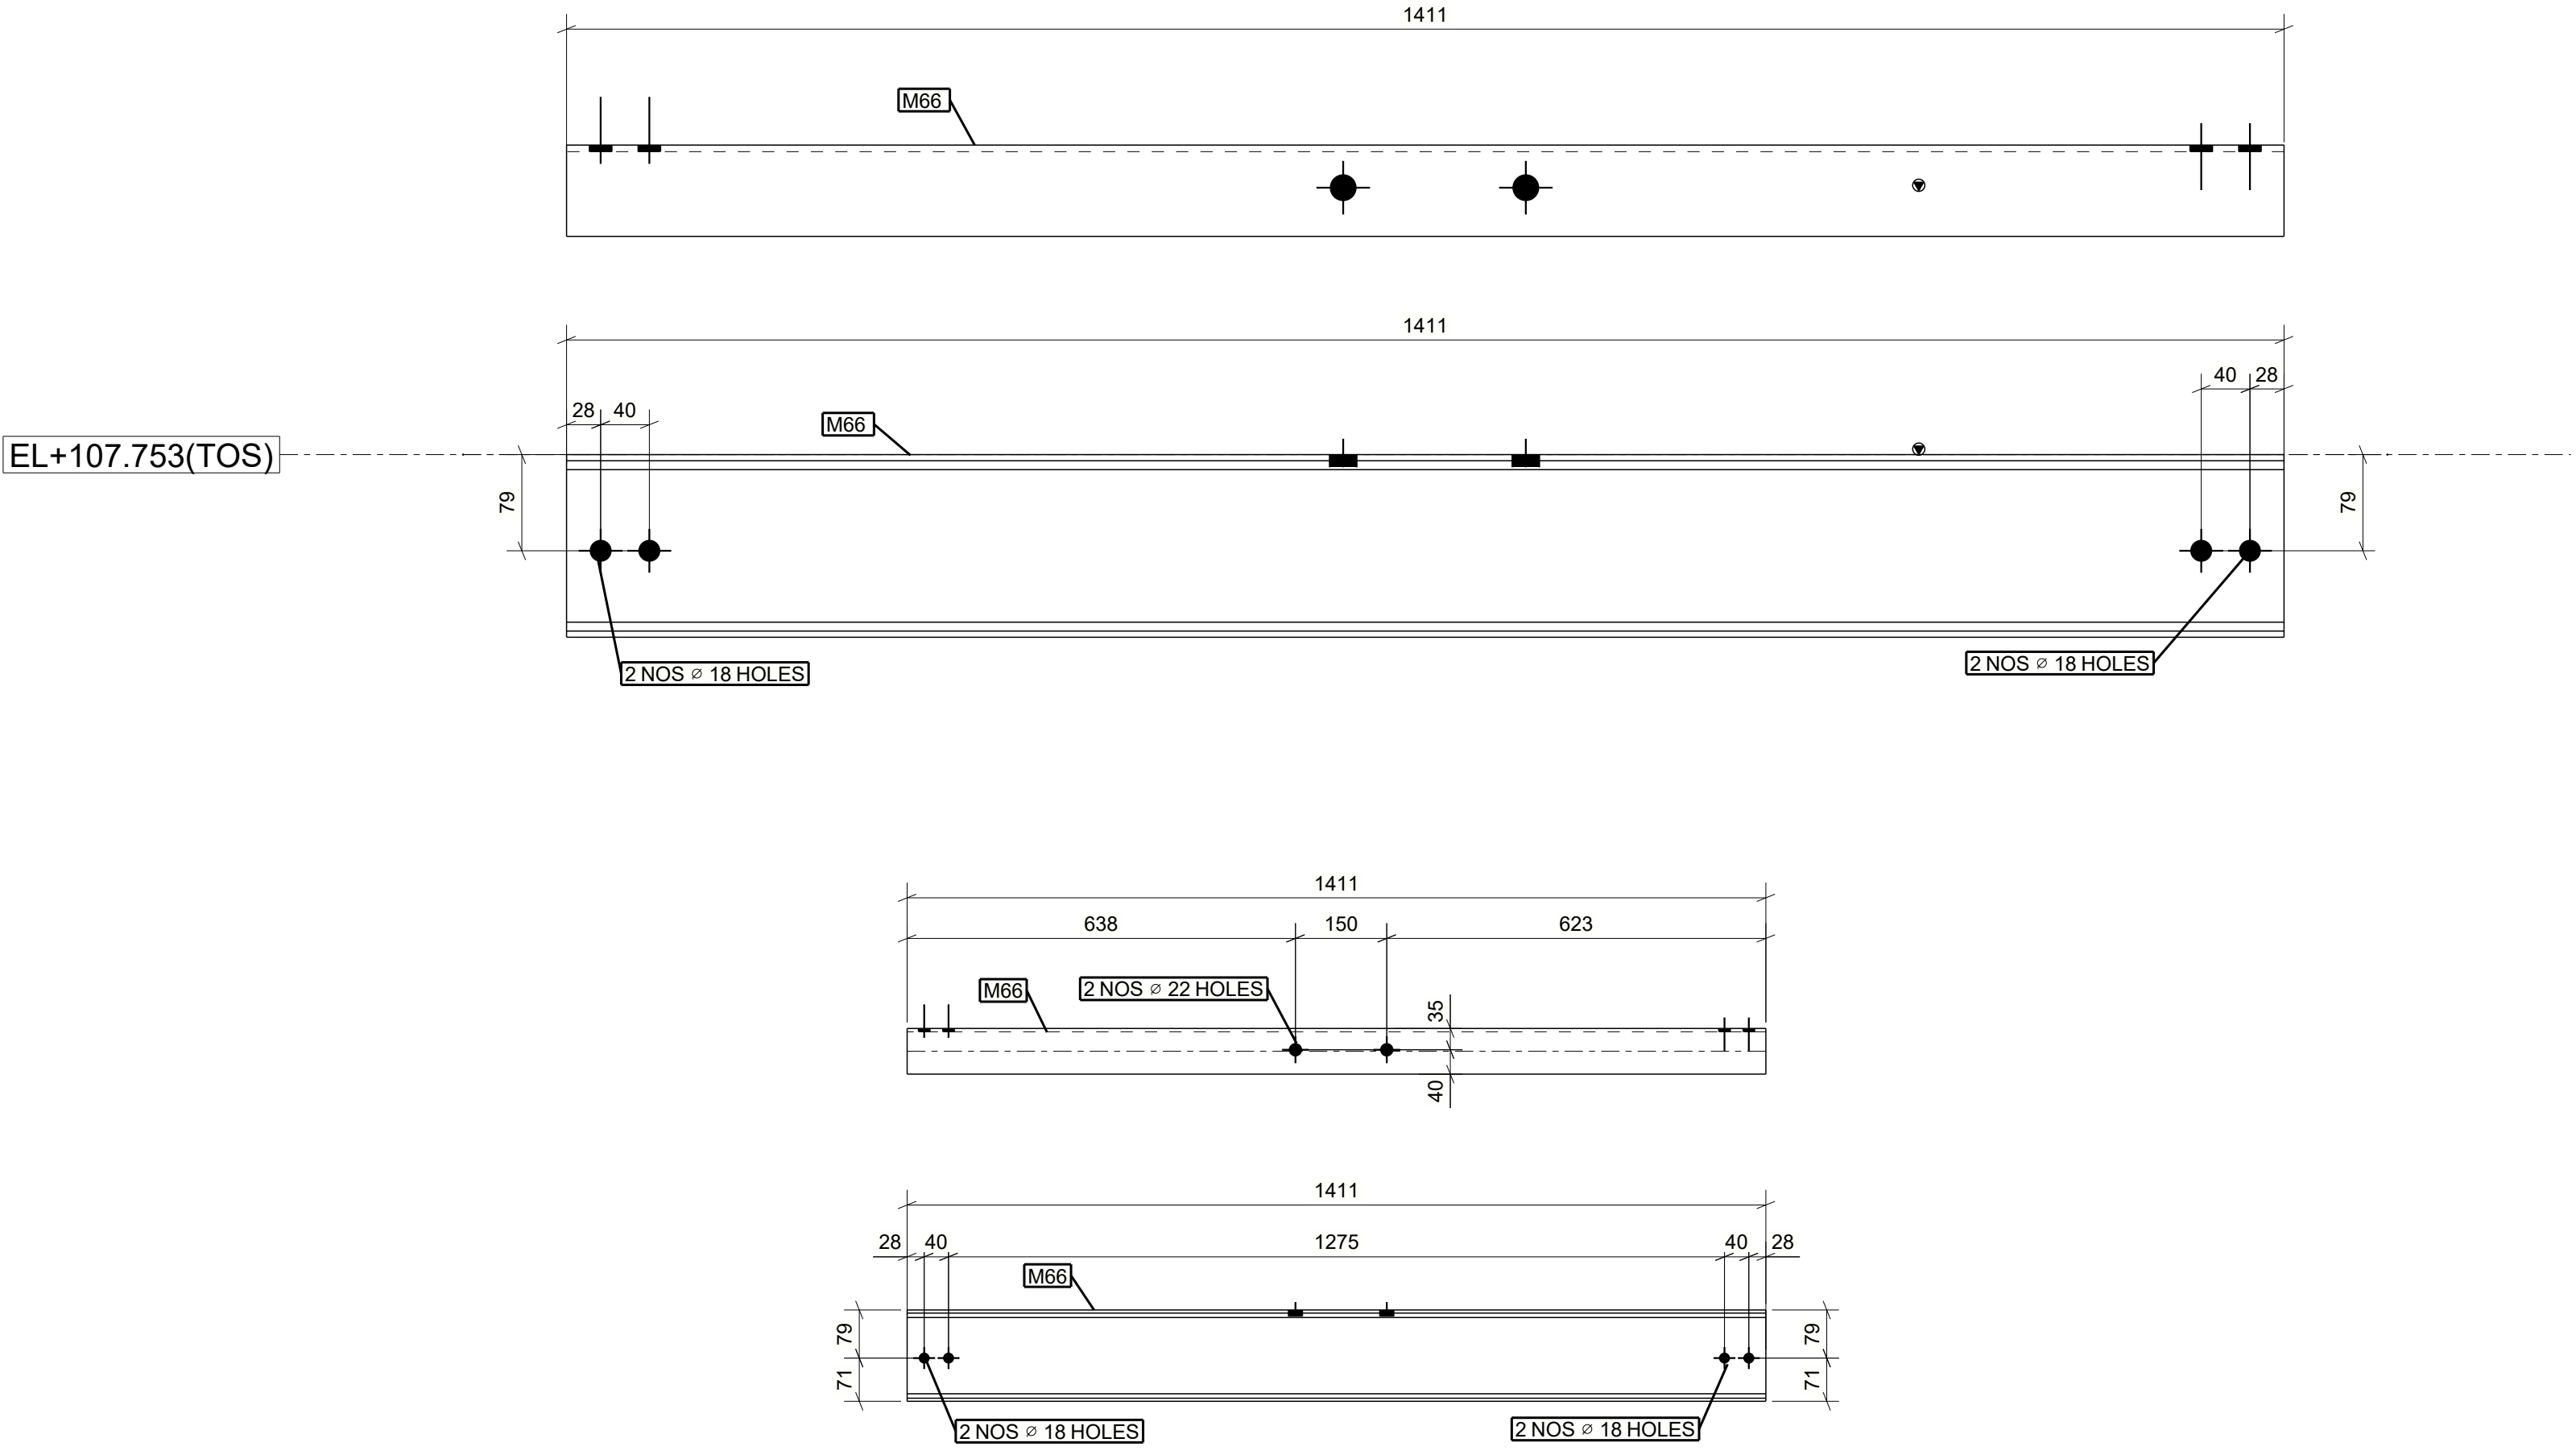 1411
M66
1411
40 28
28 40
M66
EL+107.753(TOS)
79
79
2 NOS ⌀ 18 HOLES
2 NOS ⌀ 18 HOLES
1411
638 150 623
M66
2 NOS ⌀ 22 HOLES
35
40
1411
28 40 1275 40 28
M66
79
79
71
71
2 NOS ⌀ 18 HOLES
2 NOS ⌀ 18 HOLES